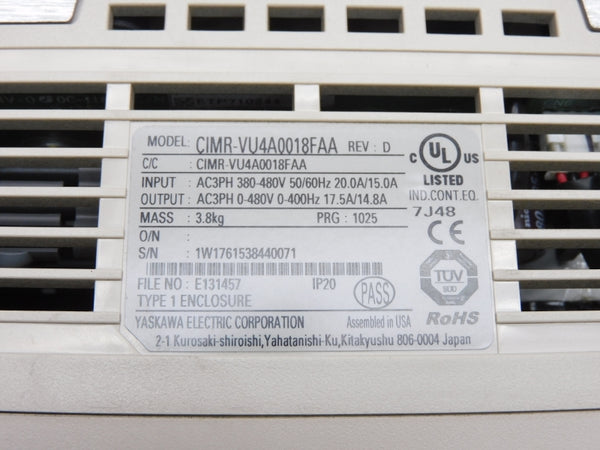 MODEL: CIMR-VU4A0018FAA REV : D
C/C : CIMR-VU4A0018FAA
INPUT : AC3PH 380-480V 50/60Hz 20.0A/15.0A
OUTPUT : AC3PH 0-480V 0-400Hz 17.5A/14.8A
MASS : 3.8kg PRG : 1025
O/N :
S/N : 1W1761538440071
FILE NO : E131457 IP20
TYPE 1 ENCLOSURE
PASS
YASKAWA ELECTRIC CORPORATION Assembled in USA
2-1 Kurosaki-shiroishi,Yahatanishi-Ku,Kitakyushu 806-0004 Japan
C UL US
LISTED
IND.CONT.EQ.
7J48
CE
TUV
RoHS